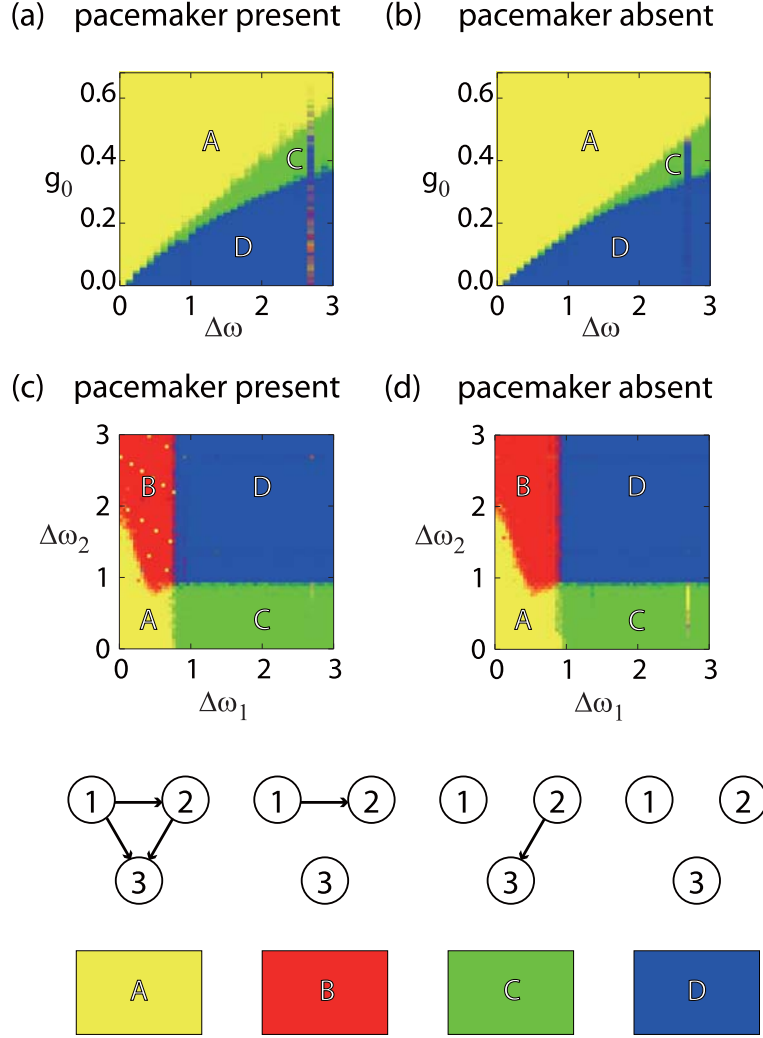 (a) pacemaker present (b) pacemaker absent
0.6 0.6
A A
0.4 C 0.4 C
g₀ g₀
0.2 0.2
D D
0.0 0.0
0 1 2 3 0 1 2 3
Δω Δω
(c) pacemaker present (d) pacemaker absent
3 3
B D B D
2 2
Δω₂ Δω₂
1 1
A C A C
0 0
0 1 2 3 0 1 2 3
Δω₁ Δω₁
1 2 1 2 1 2 1 2
3 3 3 3
A B C D